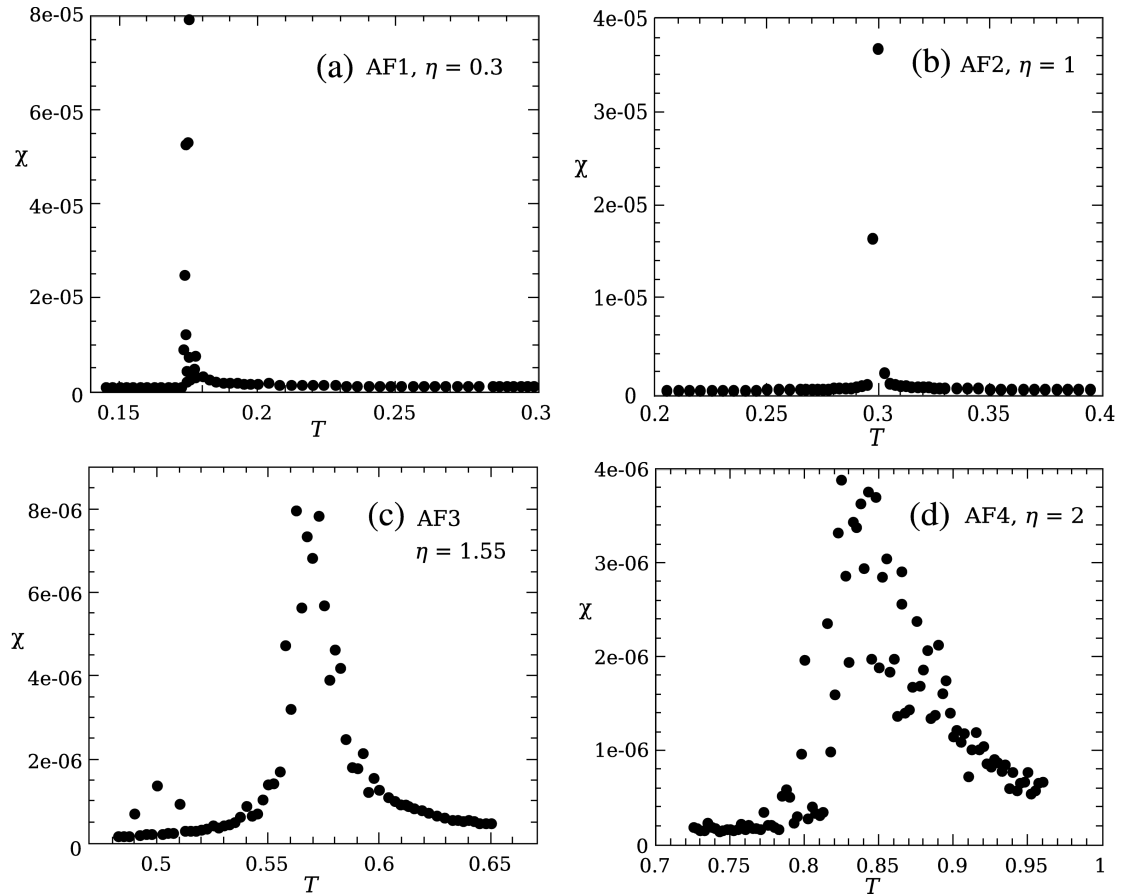 8e-05
(a) AF1, η = 0.3
6e-05
χ
4e-05
2e-05
0
0.15 0.2 0.25 0.3
T
4e-05
(b) AF2, η = 1
3e-05
χ
2e-05
1e-05
0
0.2 0.25 0.3 0.35 0.4
T
8e-06
(c) AF3
η = 1.55
6e-06
χ
4e-06
2e-06
0
0.5 0.55 0.6 0.65
T
4e-06
(d) AF4, η = 2
3e-06
χ
2e-06
1e-06
0
0.7 0.75 0.8 0.85 0.9 0.95 1
T